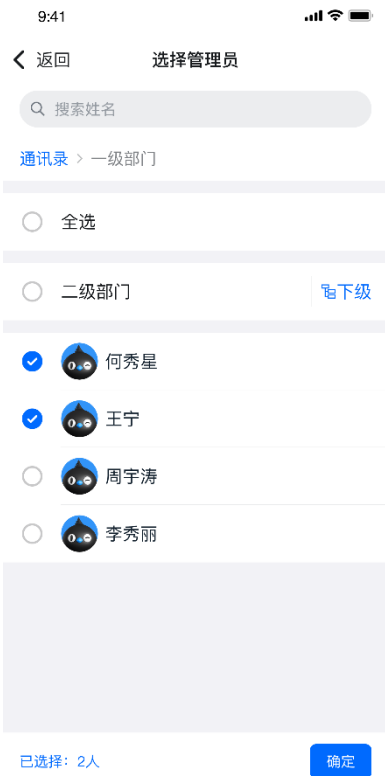 9:41
返回 选择管理员
搜索姓名
通讯录 > 一级部门
全选
二级部门 下级
何秀星
王宁
周宇涛
李秀丽
已选择：2人 确定